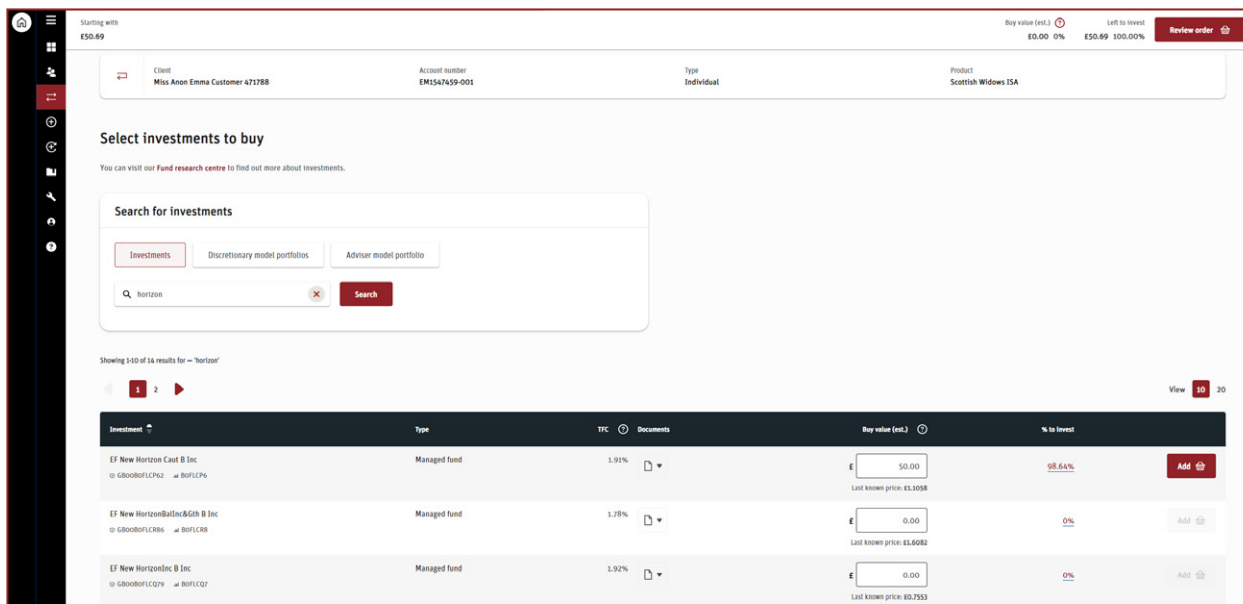 Starting with
£50.69
Buy value (est.) ?
£0.00 0%
Left to invest
£50.69 100.00%
Review order
Client
Miss Anon Emma Customer 471788
Account number
EM1547459-001
Type
Individual
Product
Scottish Widows ISA
Select investments to buy
You can visit our Fund research centre to find out more about investments.
Search for investments
Investments
Discretionary model portfolios
Adviser model portfolio
horizon
Search
Showing 1-10 of 14 results for — 'horizon'
1 2
View 10 20
Investment Type TFC ? Documents Buy value (est.) ? % to invest
EF New Horizon Caut B Inc Managed fund 1.91% £ 50.00 98.64% Add
GB00B0FLCP62 B0FLCP6
Last known price: £1.1058
EF New HorizonBalInc&Gth B Inc Managed fund 1.78% £ 0.00 0% Add
GB00B0FLCR86 B0FLCR8
Last known price: £1.6082
EF New HorizonInc B Inc Managed fund 1.92% £ 0.00 0% Add
GB00B0FLCQ79 B0FLCQ7
Last known price: £0.7553